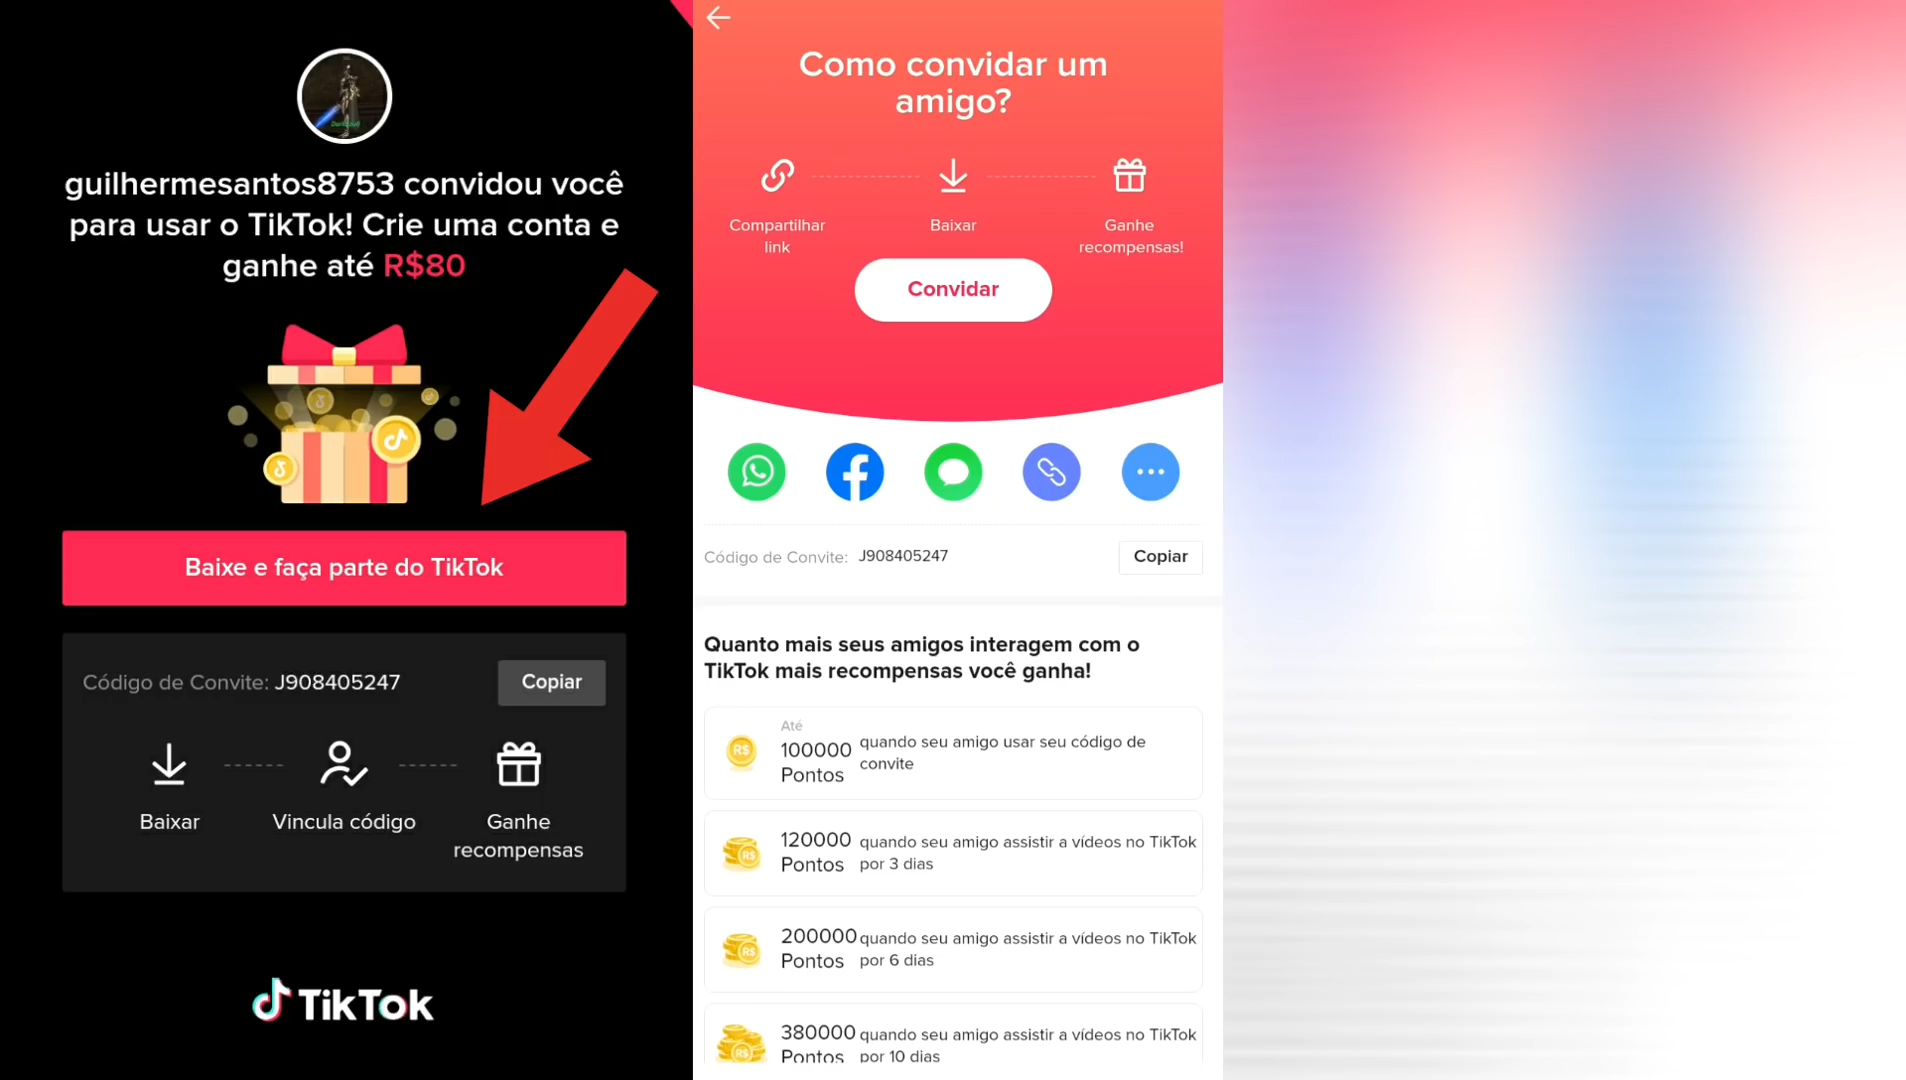 guilhermesantos8753 convidou você
para usar o TikTok! Crie uma conta e
ganhe até R$80
Baixe e faça parte do TikTok
Código de Convite: J908405247
Copiar
Baixar
Vincula código
Ganhe
recompensas
TikTok
Como convidar um
amigo?
Compartilhar
link
Baixar
Ganhe
recompensas!
Convidar
Código de Convite: J908405247
Copiar
Quanto mais seus amigos interagem com o
TikTok mais recompensas você ganha!
R$
Até
100000
Pontos
quando seu amigo usar seu código de
convite
R$
120000
Pontos
quando seu amigo assistir a vídeos no TikTok
por 3 dias
R$
200000
Pontos
quando seu amigo assistir a vídeos no TikTok
por 6 dias
R$
380000
Pontos
quando seu amigo assistir a vídeos no TikTok
por 10 dias